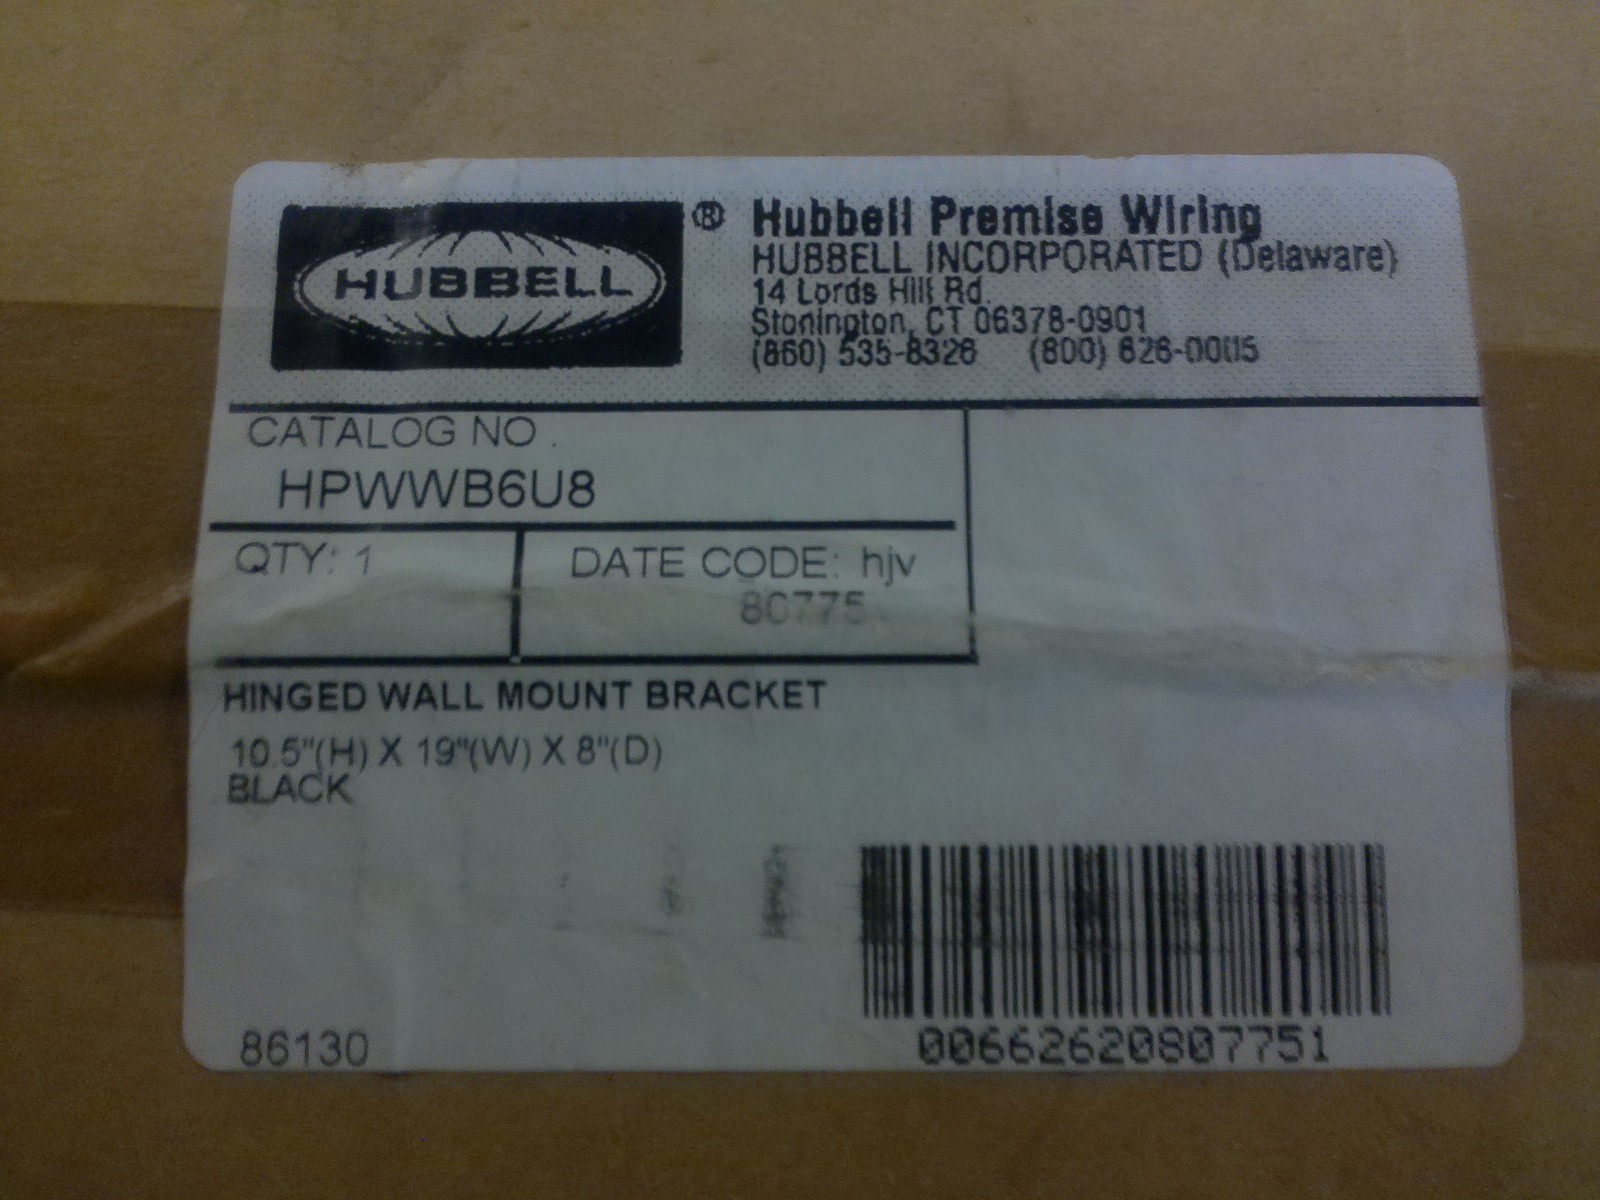 HUBBELL ®
Hubbell Premise Wiring
HUBBELL INCORPORATED (Delaware)
14 Lords Hill Rd.
Stonington, CT 06378-0901
(860) 535-8326 (800) 626-0005
CATALOG NO.
HPWWB6U8
QTY: 1
DATE CODE: hjv
80775
HINGED WALL MOUNT BRACKET
10.5"(H) X 19"(W) X 8"(D)
BLACK
86130
00662620807751